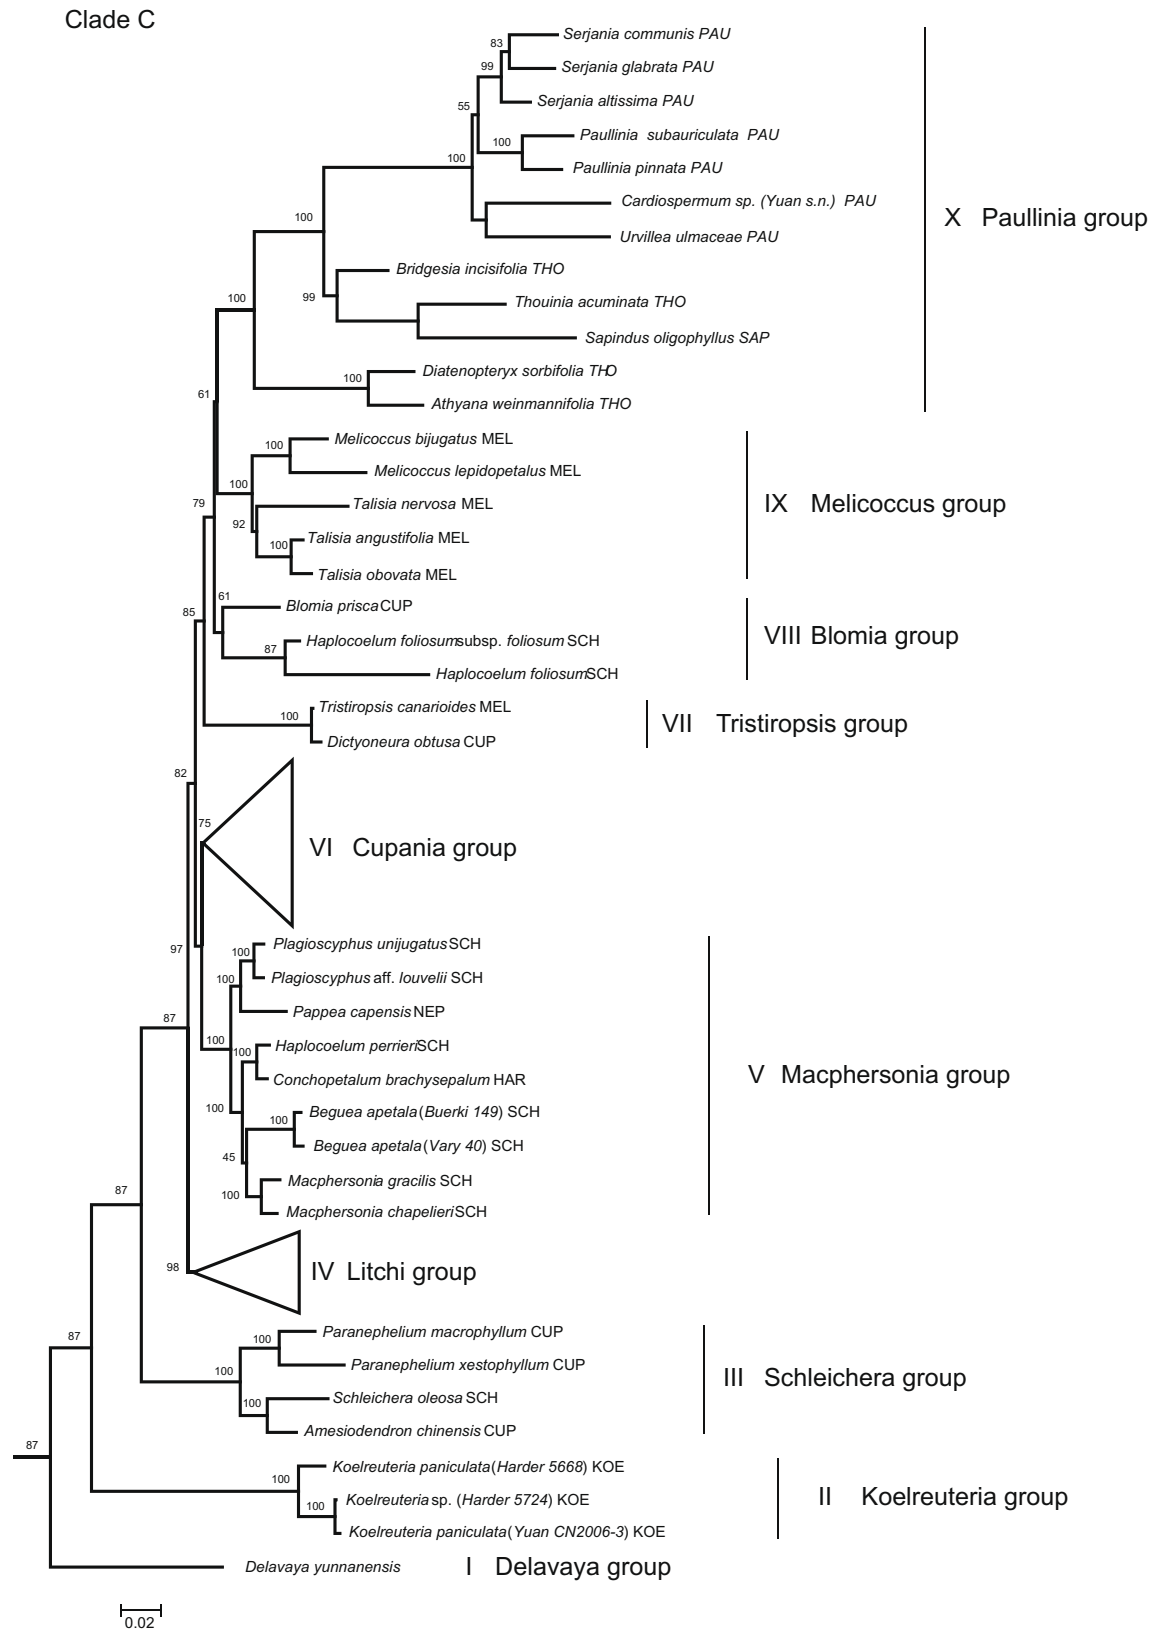 Clade C
83
Serjania communis PAU
99
Serjania glabrata PAU
Serjania altissima PAU
55
100
Paullinia subauriculata PAU
100
Paullinia pinnata PAU
Cardiospermum sp. (Yuan s.n.) PAU
100
X Paullinia group
Urvillea ulmaceae PAU
Bridgesia incisifolia THO
99
100
Thouinia acuminata THO
Sapindus oligophyllus SAP
Diatenopteryx sorbifolia THO
100
61
Athyana weinmannifolia THO
Melicoccus bijugatus MEL
100
Melicoccus lepidopetalus MEL
100
79
Talisia nervosa MEL
IX Melicoccus group
92
Talisia angustifolia MEL
100
Talisia obovata MEL
61
Blomia prisca CUP
85
Haplocoelum foliosum subsp. foliosum SCH
VIII Blomia group
87
Haplocoelum foliosum SCH
Tristiropsis canarioides MEL
100
VII Tristiropsis group
Dictyoneura obtusa CUP
82
75
VI Cupania group
97
Plagioscyphus unijugatus SCH
100
Plagioscyphus aff. louvelii SCH
100
Pappea capensis NEP
87
100
Haplocoelum perrieri SCH
100
Conchopetalum brachysepalum HAR
V Macphersonia group
100
Beguea apetala (Buerki 149) SCH
100
Beguea apetala (Vary 40) SCH
45
Macphersonia gracilis SCH
100
87
Macphersonia chapelieri SCH
98
IV Litchi group
87
Paranephelium macrophyllum CUP
100
Paranephelium xestophyllum CUP
100
III Schleichera group
Schleichera oleosa SCH
100
Amesiodendron chinensis CUP
87
Koelreuteria paniculata (Harder 5668) KOE
100
Koelreuteria sp. (Harder 5724) KOE
II Koelreuteria group
100
Koelreuteria paniculata (Yuan CN2006-3) KOE
Delavaya yunnanensis
I Delavaya group
0.02